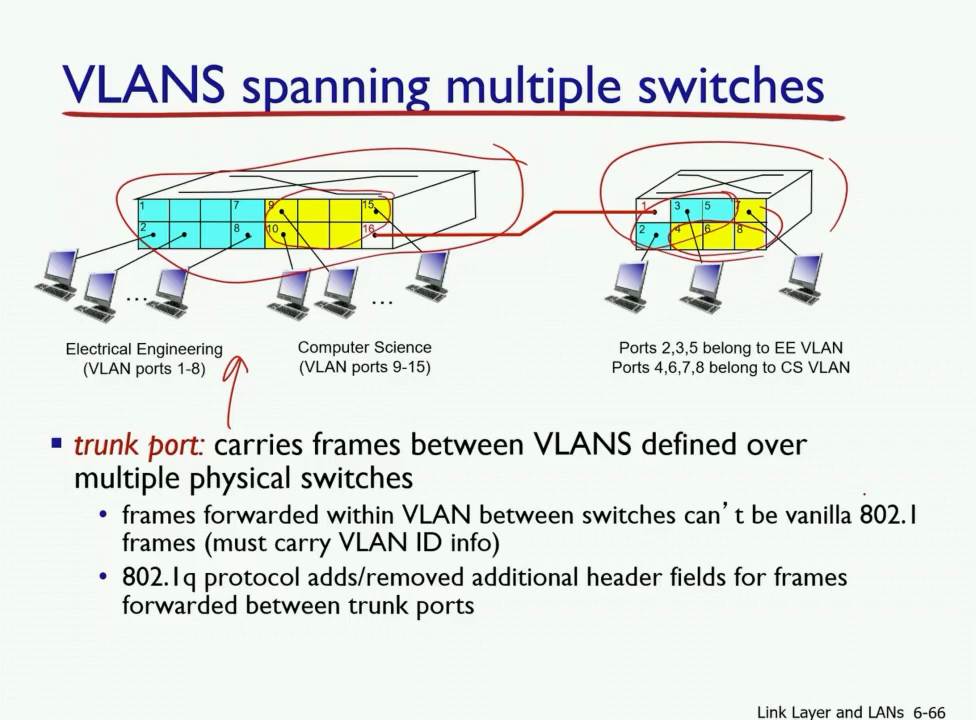 VLANS spanning multiple switches
1 7 9 15
2 8 10 16
1 3 5 7
2 4 6 8
... ...
Electrical Engineering
(VLAN ports 1-8)
Computer Science
(VLAN ports 9-15)
Ports 2,3,5 belong to EE VLAN
Ports 4,6,7,8 belong to CS VLAN
▪ trunk port: carries frames between VLANS defined over
multiple physical switches
• frames forwarded within VLAN between switches can't be vanilla 802.1
frames (must carry VLAN ID info)
• 802.1q protocol adds/removed additional header fields for frames
forwarded between trunk ports
Link Layer and LANs 6-66